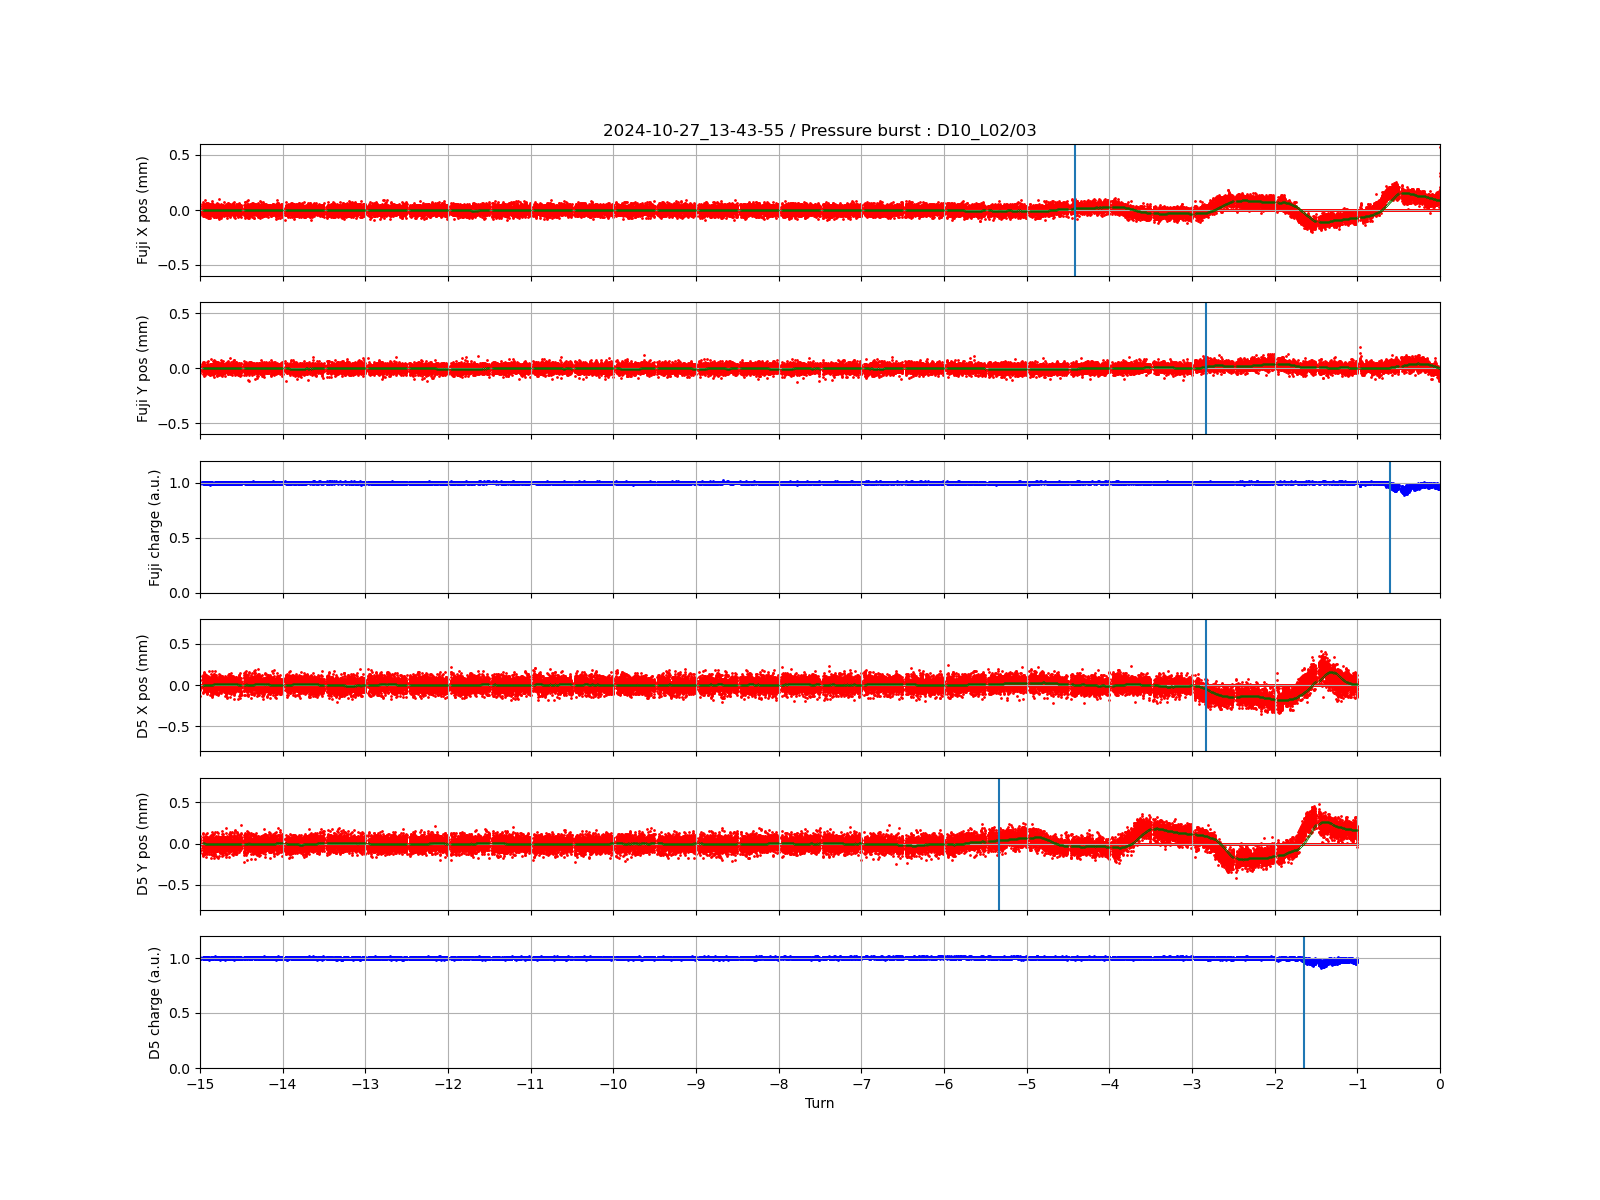 2024-10-27_13-43-55 / Pressure burst : D10_L02/03
Fuji X pos (mm)
0.5
0.0
−0.5
Fuji Y pos (mm)
0.5
0.0
−0.5
Fuji charge (a.u.)
1.0
0.5
0.0
D5 X pos (mm)
0.5
0.0
−0.5
D5 Y pos (mm)
0.5
0.0
−0.5
D5 charge (a.u.)
1.0
0.5
0.0
−15 −14 −13 −12 −11 −10 −9 −8 −7 −6 −5 −4 −3 −2 −1 0
Turn